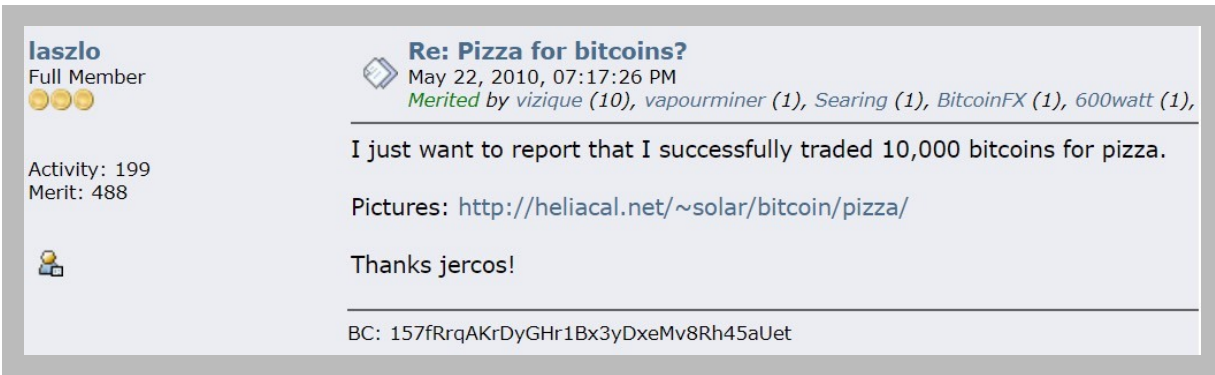 laszlo
Full Member
Activity: 199
Merit: 488
Re: Pizza for bitcoins?
May 22, 2010, 07:17:26 PM
Merited by vizique (10), vapourminer (1), Searing (1), BitcoinFX (1), 600watt (1),
I just want to report that I successfully traded 10,000 bitcoins for pizza.
Pictures: http://heliacal.net/~solar/bitcoin/pizza/
Thanks jercos!
BC: 157fRrqAKrDyGHr1Bx3yDxeMv8Rh45aUet